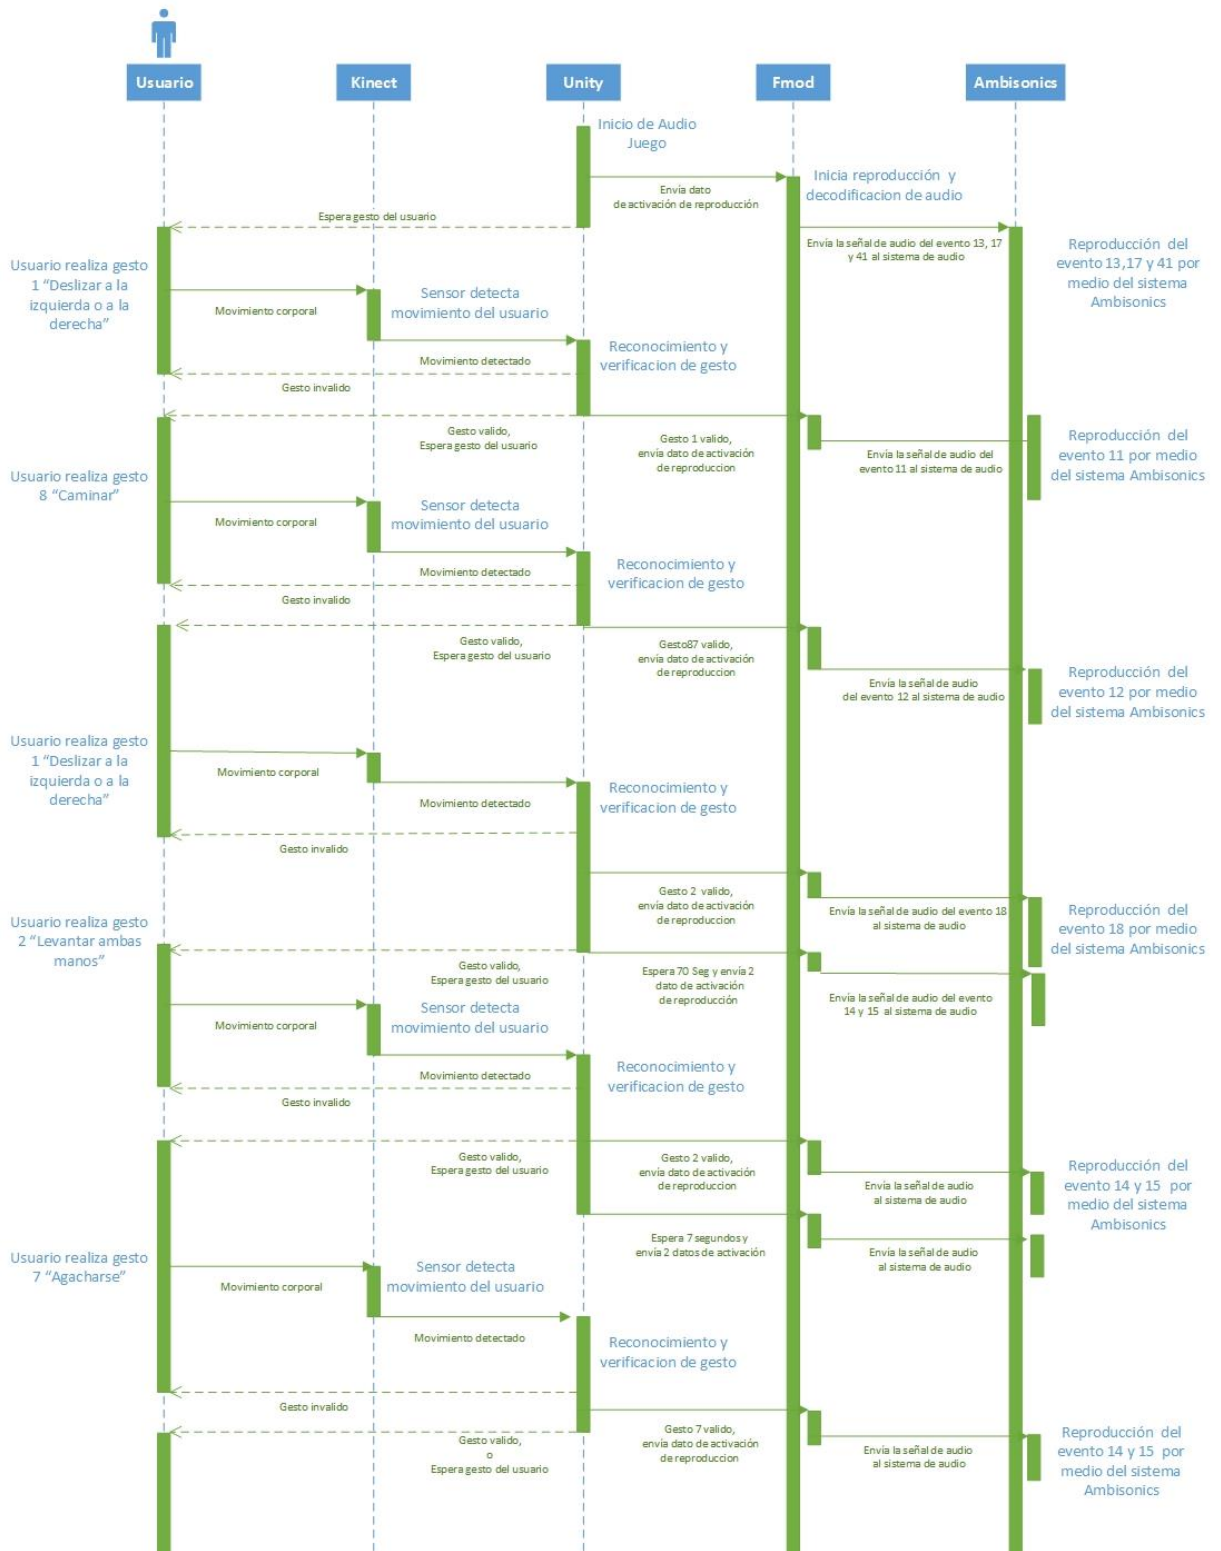 Usuario
Kinect
Unity
Fmod
Ambisonics
Inicio de Audio
Juego
Envía dato
de activación de reproducción
Inicia reproducción y
decodificacion de audio
Espera gesto del usuario
Envía la señal de audio del evento 13, 17
y 41 al sistema de audio
Reproducción del
evento 13,17 y 41 por
medio del sistema
Ambisonics
Usuario realiza gesto
1 “Deslizar a la
izquierda o a la
derecha”
Movimiento corporal
Sensor detecta
movimiento del usuario
Movimiento detectado
Reconocimiento y
verificacion de gesto
Gesto invalido
Gesto valido,
Espera gesto del usuario
Gesto 1 valido,
envía dato de activación
de reproduccion
Envía la señal de audio del
evento 11 al sistema de audio
Reproducción del
evento 11 por medio
del sistema Ambisonics
Usuario realiza gesto
8 “Caminar”
Movimiento corporal
Sensor detecta
movimiento del usuario
Movimiento detectado
Reconocimiento y
verificacion de gesto
Gesto invalido
Gesto valido,
Espera gesto del usuario
Gesto87 valido,
envía dato de activación
de reproduccion
Envía la señal de audio
del evento 12 al sistema de audio
Reproducción del
evento 12 por medio
del sistema Ambisonics
Usuario realiza gesto
1 “Deslizar a la
izquierda o a la
derecha”
Movimiento corporal
Movimiento detectado
Reconocimiento y
verificacion de gesto
Gesto invalido
Gesto 2 valido,
envía dato de activación
de reproduccion
Envía la señal de audio del evento 18
al sistema de audio
Reproducción del
evento 18 por medio
del sistema Ambisonics
Usuario realiza gesto
2 “Levantar ambas
manos”
Gesto valido,
Espera gesto del usuario
Espera 70 Seg y envía 2
dato de activación
de reproducción
Envía la señal de audio del evento
14 y 15 al sistema de audio
Movimiento corporal
Sensor detecta
movimiento del usuario
Movimiento detectado
Reconocimiento y
verificacion de gesto
Gesto invalido
Gesto valido,
Espera gesto del usuario
Gesto 2 valido,
envía dato de activación
de reproduccion
Envía la señal de audio
al sistema de audio
Reproducción del
evento 14 y 15 por
medio del sistema
Ambisonics
Espera 7 segundos y
envía 2 datos de activación
Envía la señal de audio
al sistema de audio
Usuario realiza gesto
7 “Agacharse”
Movimiento corporal
Sensor detecta
movimiento del usuario
Movimiento detectado
Reconocimiento y
verificacion de gesto
Gesto invalido
Gesto valido,
o
Espera gesto del usuario
Gesto 7 valido,
envía dato de activación
de reproduccion
Envía la señal de audio
al sistema de audio
Reproducción del
evento 14 y 15 por
medio del sistema
Ambisonics